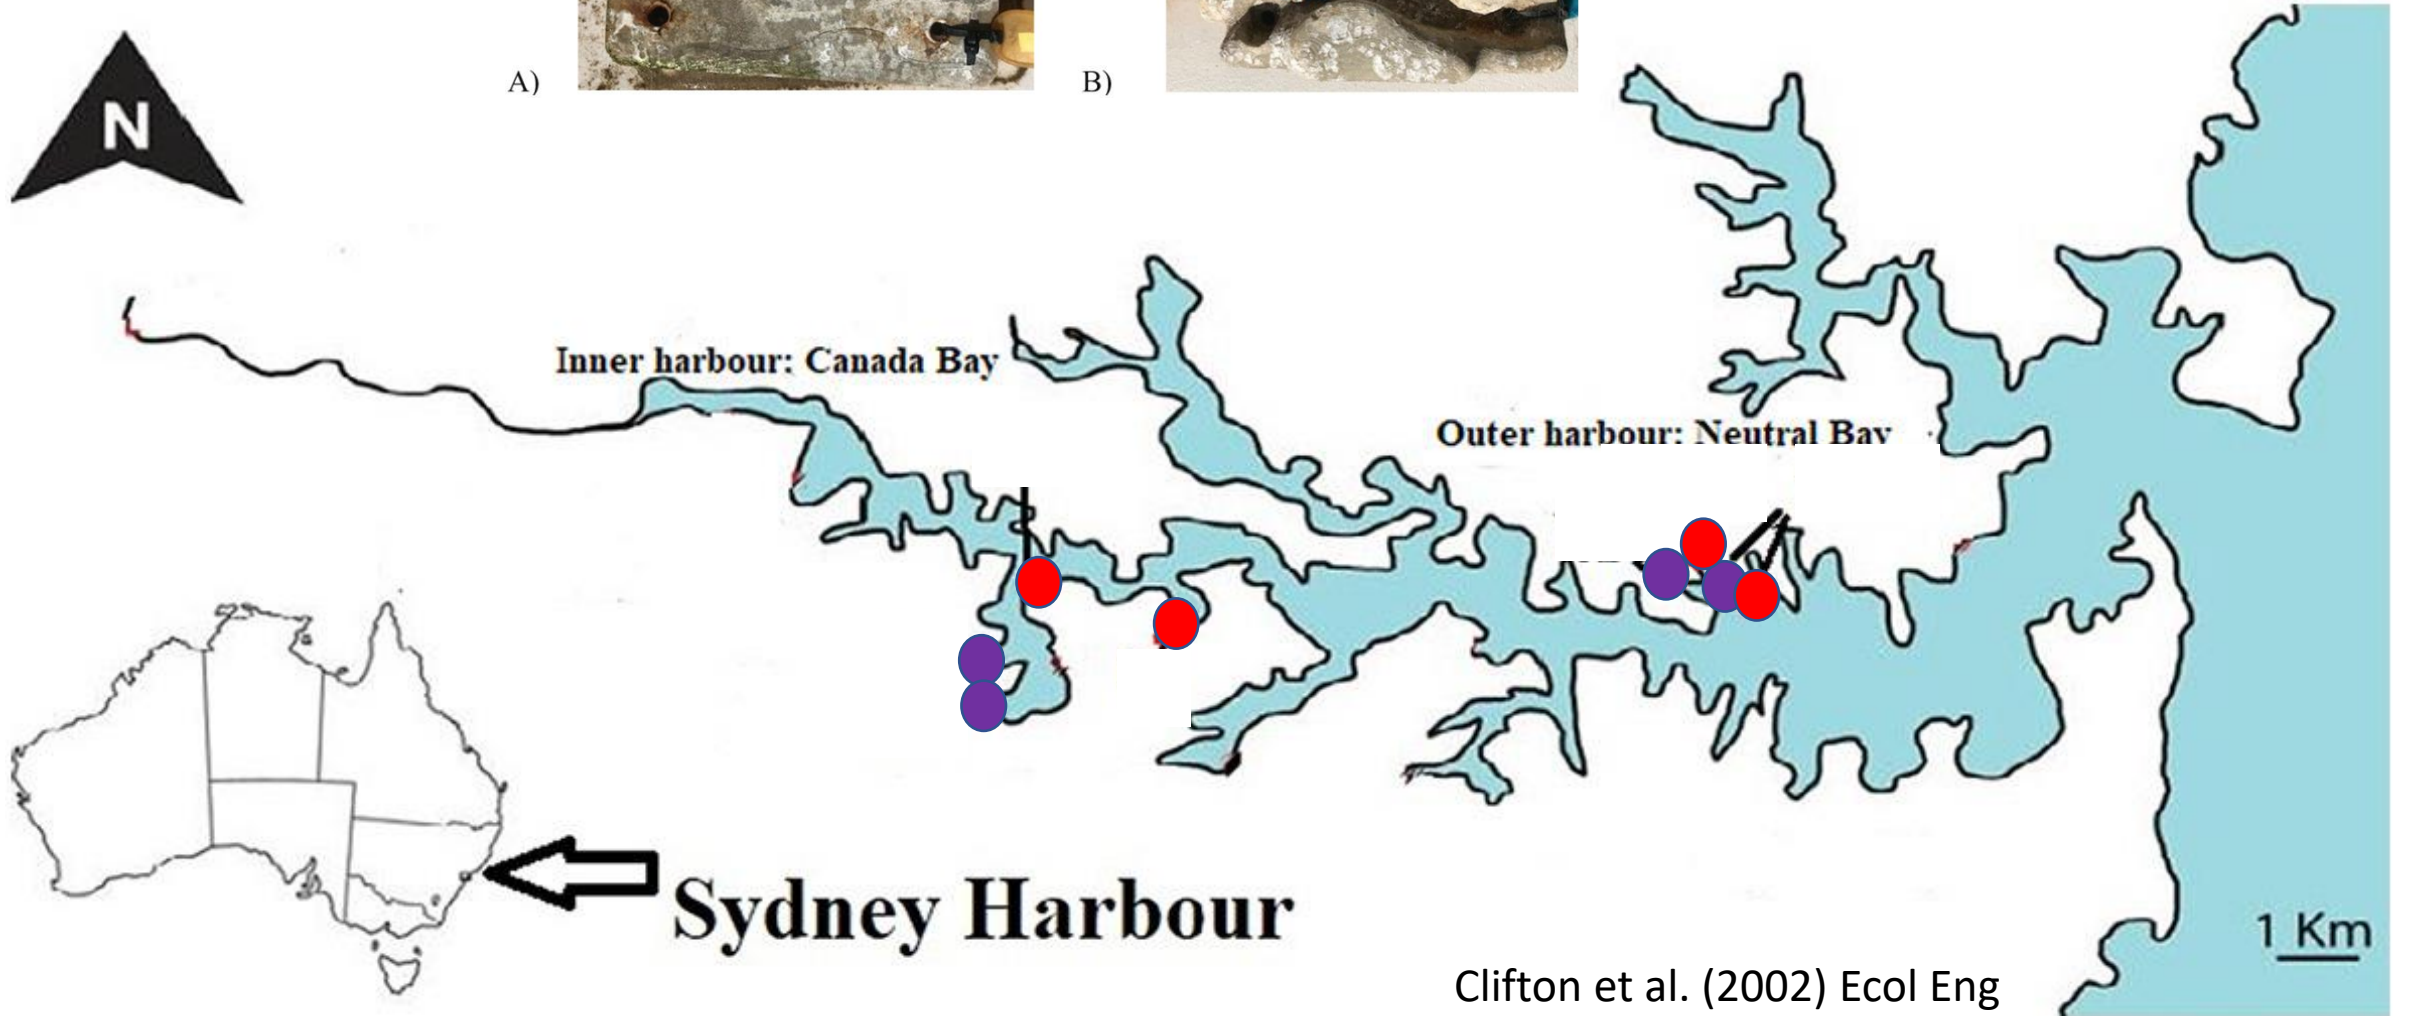 A)
B)
N
Inner harbour: Canada Bay
Outer harbour: Neutral Bay
Sydney Harbour
1 Km
Clifton et al. (2002) Ecol Eng